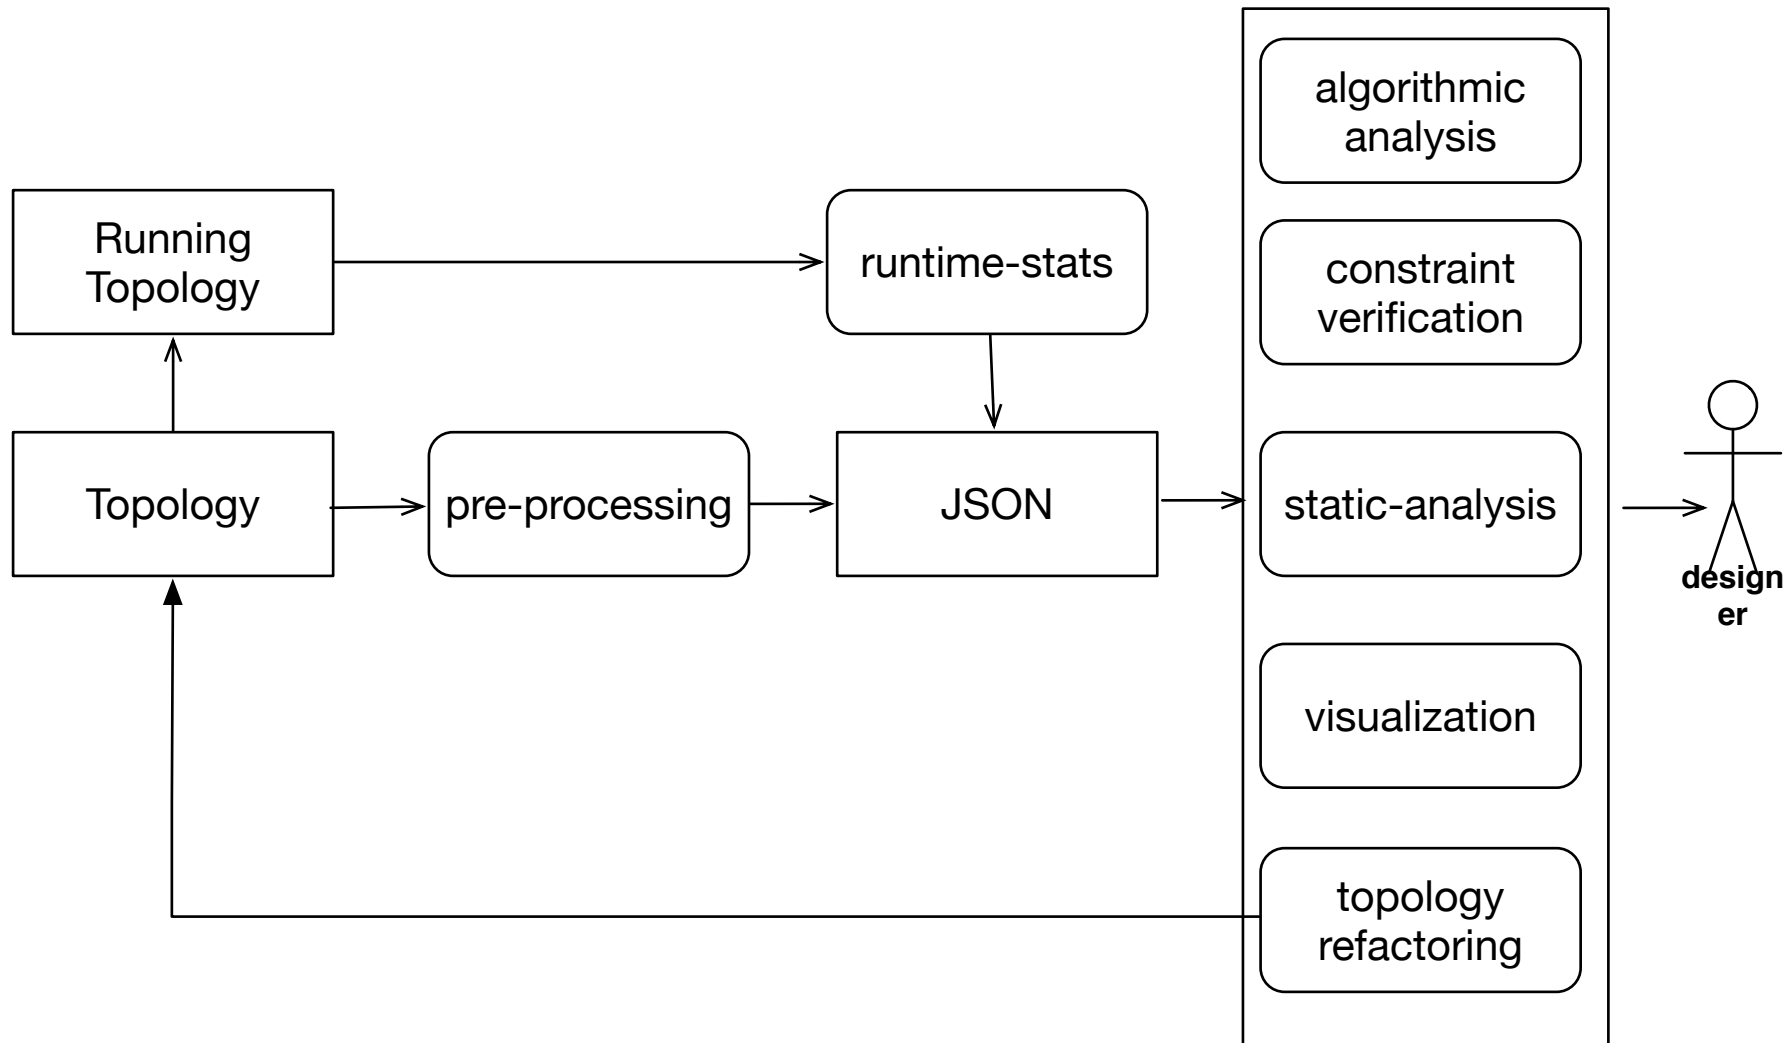 algorithmic
analysis
Running
Topology
runtime-stats
constraint
verification
Topology
pre-processing
JSON
static-analysis
design
er
visualization
topology
refactoring